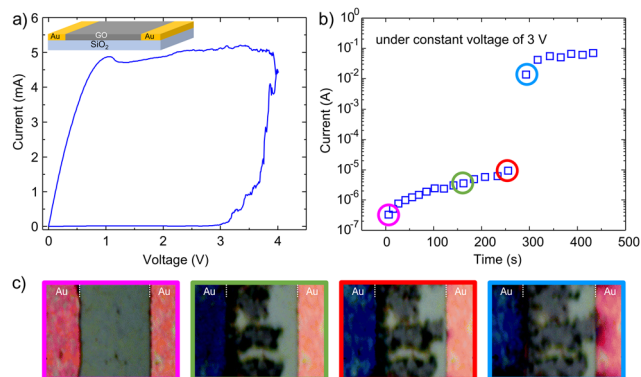 a)
Au
GO
Au
SiO2
Current (mA)
6
5
4
3
2
1
0
0
1
2
3
4
Voltage (V)
b)
under constant voltage of 3 V
Current (A)
10^0
10^-1
10^-2
10^-3
10^-4
10^-5
10^-6
10^-7
0
100
200
300
400
500
Time (s)
c)
Au
Au
Au
Au
Au
Au
Au
Au